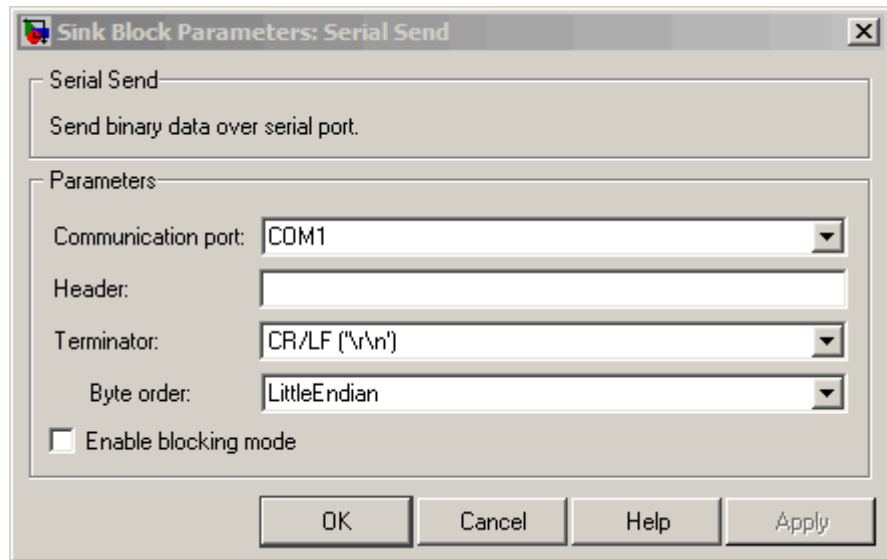 Sink Block Parameters: Serial Send
Serial Send
Send binary data over serial port.
Parameters
Communication port: COM1
Header:
Terminator: CR/LF ('\r\n')
Byte order: LittleEndian
Enable blocking mode
OK Cancel Help Apply